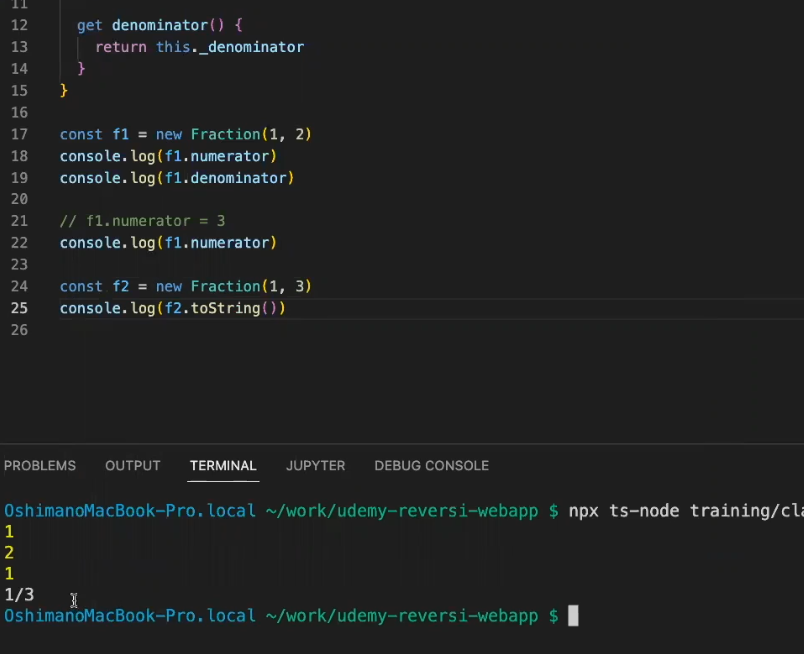 11
12 get denominator() {
13 return this._denominator
14 }
15 }
16
17 const f1 = new Fraction(1, 2)
18 console.log(f1.numerator)
19 console.log(f1.denominator)
20
21 // f1.numerator = 3
22 console.log(f1.numerator)
23
24 const f2 = new Fraction(1, 3)
25 console.log(f2.toString())
26
PROBLEMS OUTPUT TERMINAL JUPYTER DEBUG CONSOLE
OshimanoMacBook-Pro.local ~/work/udemy-reversi-webapp $ npx ts-node training/cla
1
2
1
1/3
OshimanoMacBook-Pro.local ~/work/udemy-reversi-webapp $